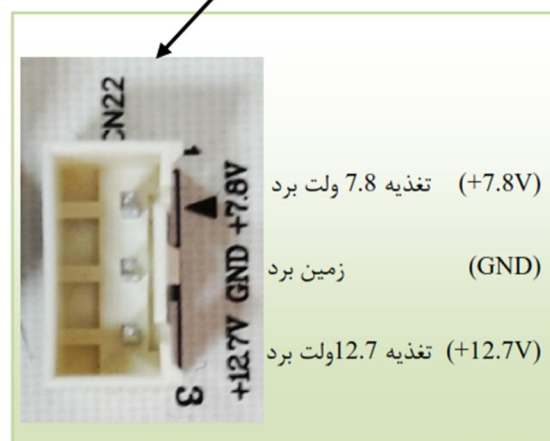 CN22
1
+12.7V GND +7.8V
3
(+7.8V) تغذیه 7.8 ولت برد
(GND) زمین برد
(+12.7V) تغذیه 12.7ولت برد